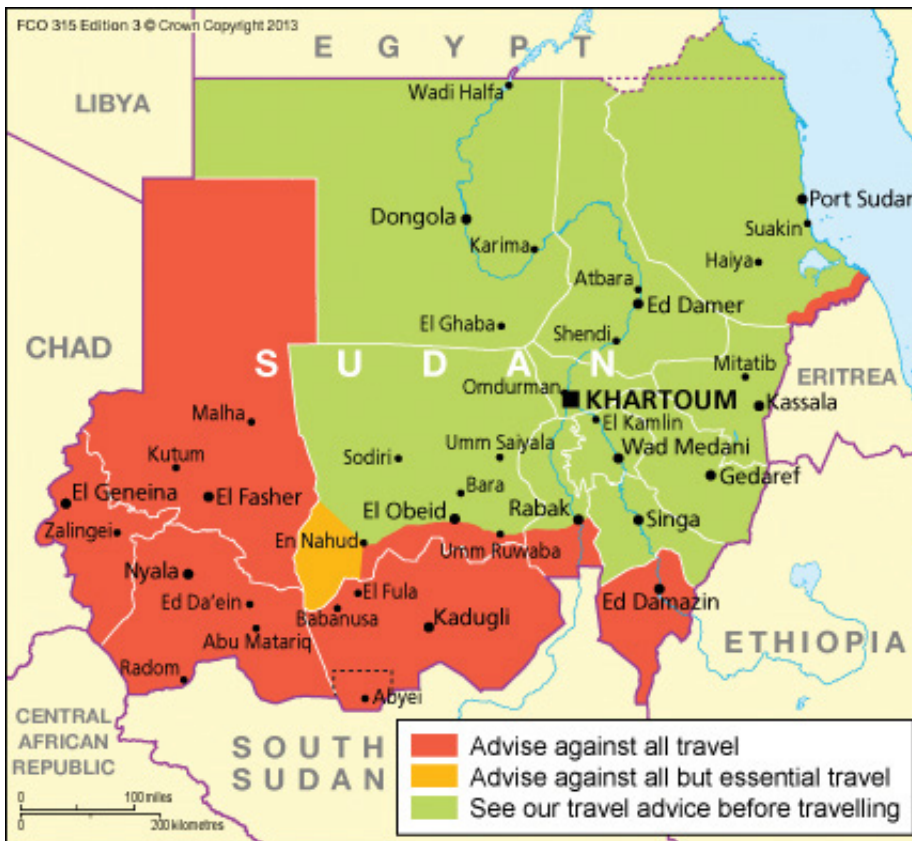 FCO 315 Edition 3 © Crown Copyright 2013
EGYPT
LIBYA
Wadi Halfa
Port Sudan
Dongola
Suakin
Karima
Haiya
Atbara
Ed Damer
El Ghaba
Shendi
CHAD
SUDAN
Mitatib
ERITREA
Omdurman
KHARTOUM
Kassala
Malha
El Kamlin
Umm Saiyala
Wad Medani
Kutum
Sodiri
Gedaref
El Geneina
El Fasher
Bara
El Obeid
Rabak
Singa
Zalingei
En Nahud
Umm Ruwaba
Nyala
El Fula
Ed Damazin
Ed Da'ein
Babanusa
Kadugli
Abu Matariq
ETHIOPIA
Radom
Abyei
CENTRAL
AFRICAN
REPUBLIC
SOUTH
SUDAN
Advise against all travel
Advise against all but essential travel
See our travel advice before travelling
0 100 miles
0 200 kilometres